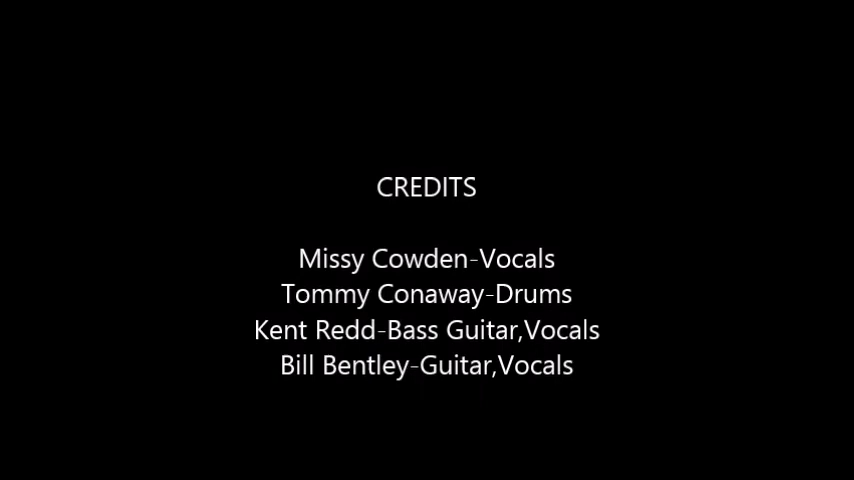 CREDITS
Missy Cowden-Vocals
Tommy Conaway-Drums
Kent Redd-Bass Guitar,Vocals
Bill Bentley-Guitar,Vocals